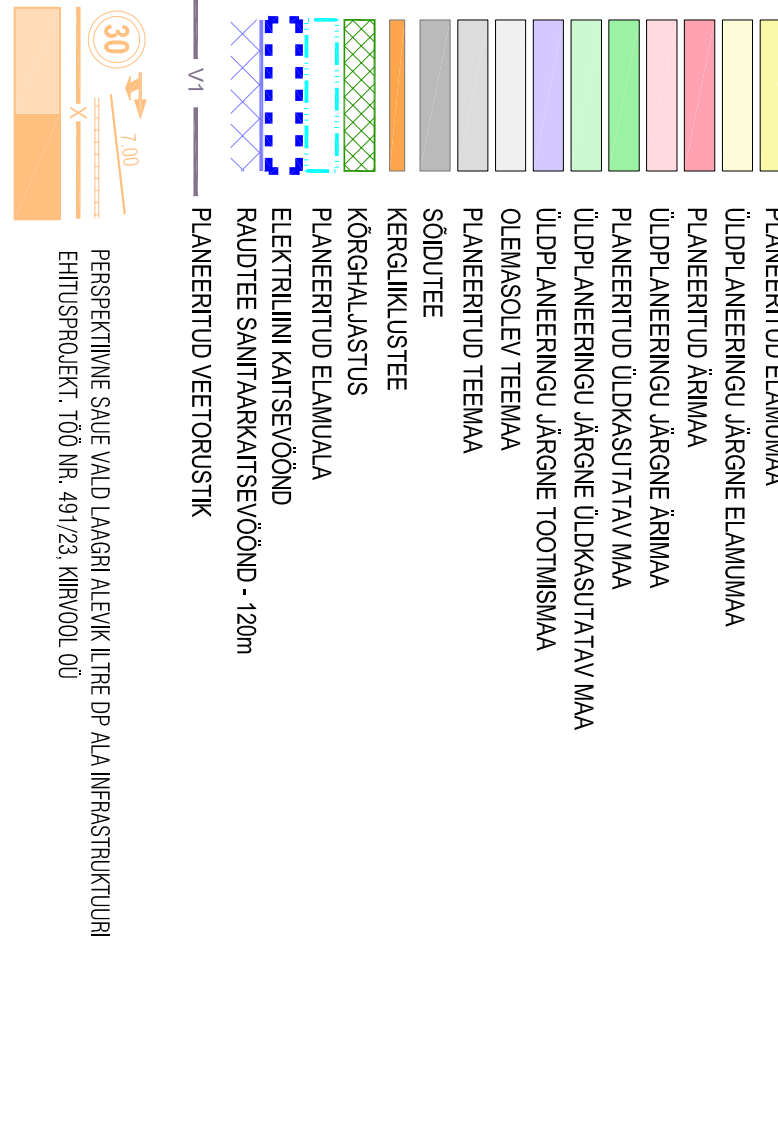 PLANEERITUD ELAMUMAA
ÜLDPLANEERINGU JÄRGNE ELAMUMAA
PLANEERITUD ÄRIMAA
ÜLDPLANEERINGU JÄRGNE ÄRIMAA
PLANEERITUD ÜLDKASUTATAV MAA
ÜLDPLANEERINGU JÄRGNE ÜLDKASUTATAV MAA
ÜLDPLANEERINGU JÄRGNE TOOTMISMAA
OLEMASOLEV TEEMAA
PLANEERITUD TEEMAA
SÕIDUTEE
KERGLIIKLUSTEE
KÕRGHALJASTUS
PLANEERITUD ELAMUALA
ELEKTRILIINI KAITSEVÖÖND
RAUDTEE SANITAARKAITSEVÖÖND - 120m
V1
PLANEERITUD VEETORUSTIK
30
7.00
X
PERSPEKTIIVNE SAUE VALD LAAGRI ALEVIK ILTRE DP ALA INFRASTRUKTUURI
EHITUSPROJEKT. TÖÖ NR. 491/23, KIIRVOOL OÜ